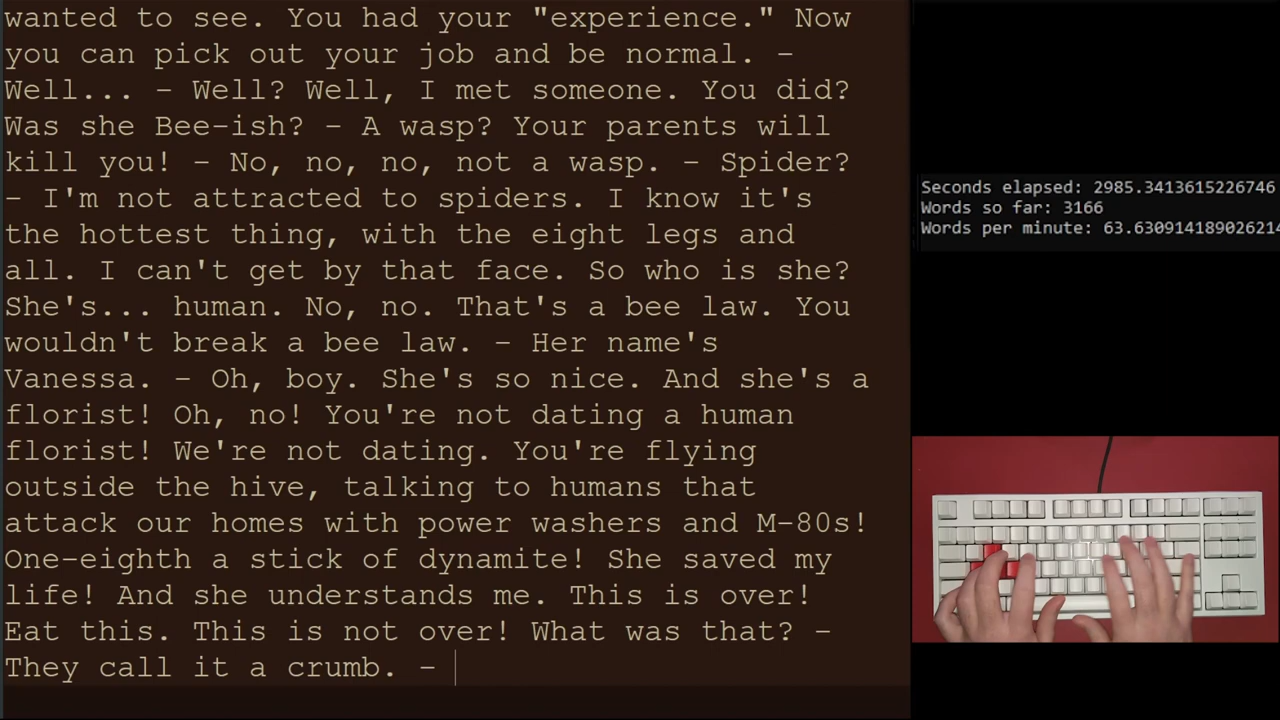 wanted to see. You had your "experience." Now
you can pick out your job and be normal. -
Well... - Well? Well, I met someone. You did?
Was she Bee-ish? - A wasp? Your parents will
kill you! - No, no, no, not a wasp. - Spider?
- I'm not attracted to spiders. I know it's
the hottest thing, with the eight legs and
all. I can't get by that face. So who is she?
She's... human. No, no. That's a bee law. You
wouldn't break a bee law. - Her name's
Vanessa. - Oh, boy. She's so nice. And she's a
florist! Oh, no! You're not dating a human
florist! We're not dating. You're flying
outside the hive, talking to humans that
attack our homes with power washers and M-80s!
One-eighth a stick of dynamite! She saved my
life! And she understands me. This is over!
Eat this. This is not over! What was that? -
They call it a crumb. -
Seconds elapsed: 2985.3413615226746
Words so far: 3166
Words per minute: 63.630914189026214